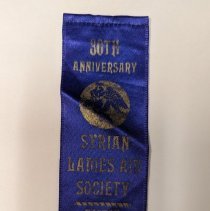 80TH
ANNIVERSARY
SYRIAN
LADIES AID
SOCIETY